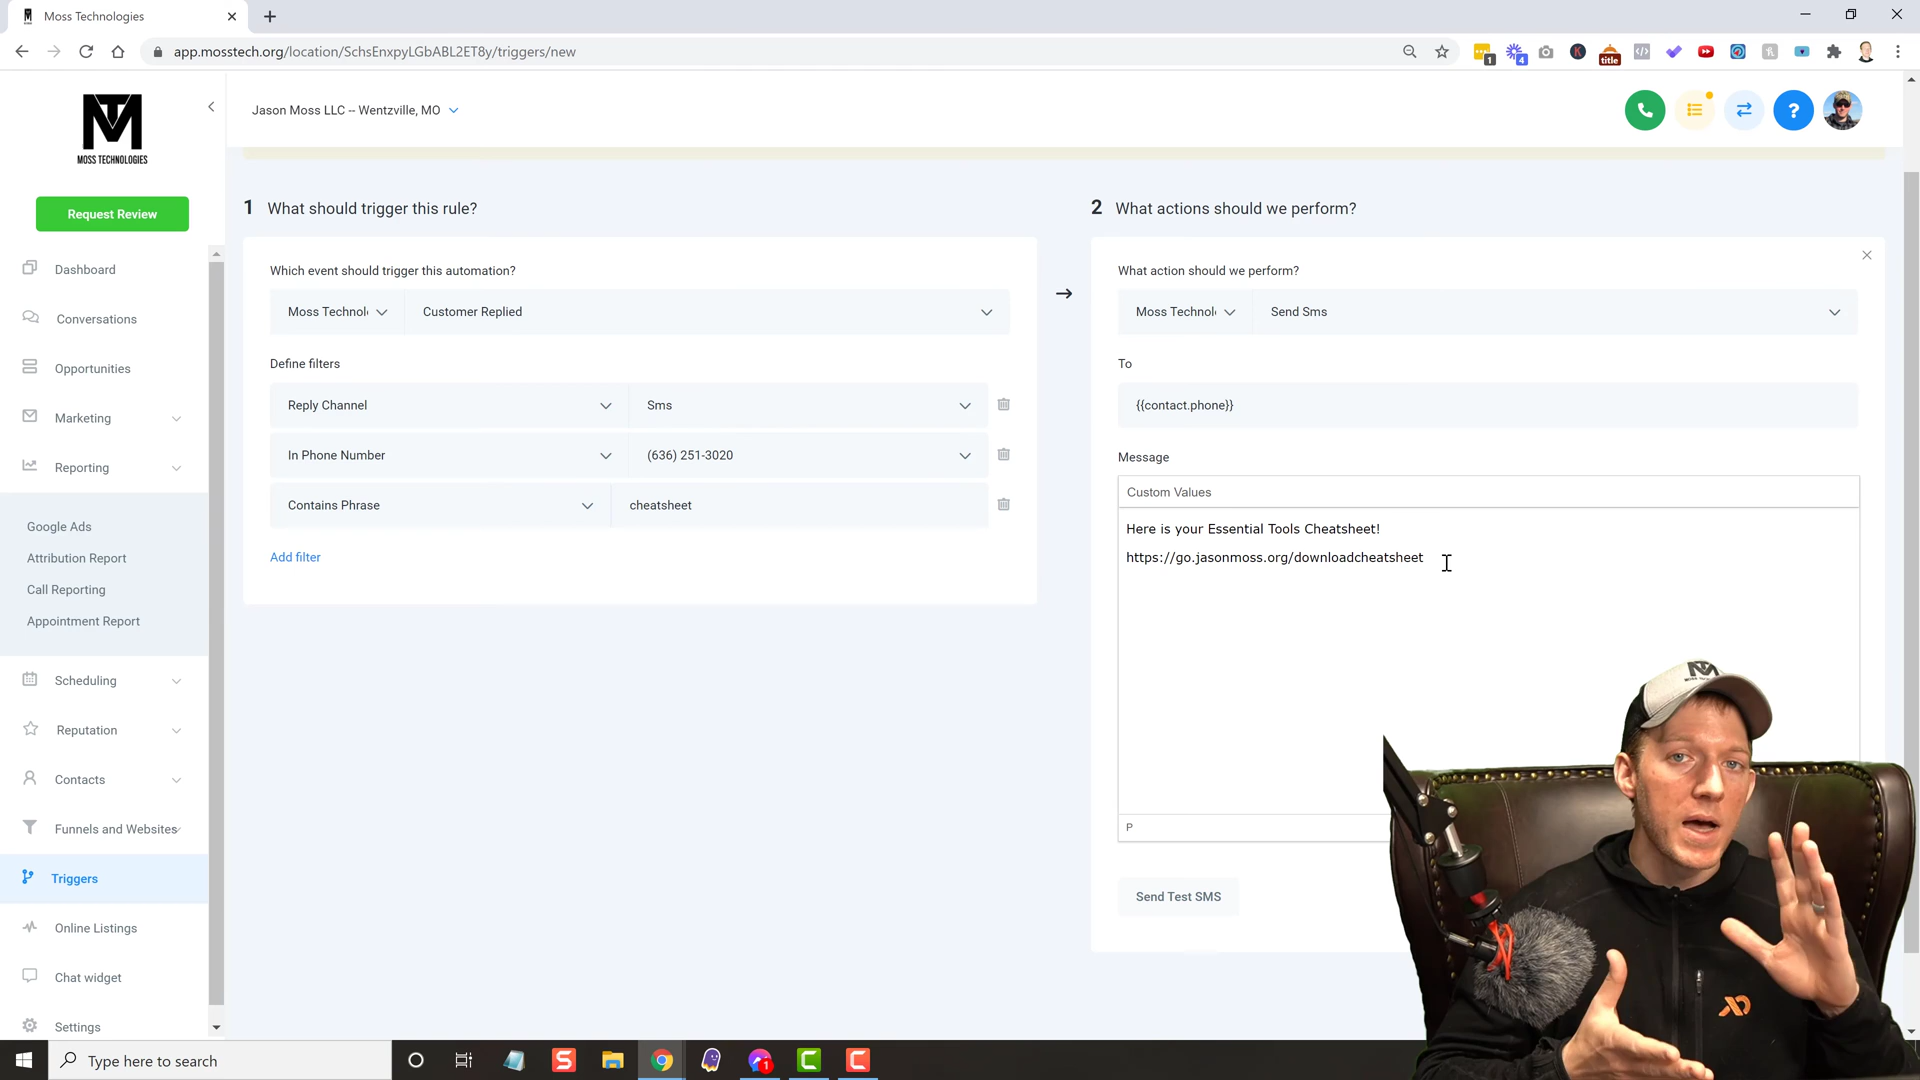 Moss Technologies
app.mosstech.org/location/SchsEnxpyLGbABL2ET8y/triggers/new
1
4
title
MOSS TECHNOLOGIES
Jason Moss LLC -- Wentzville, MO
?
Request Review
Dashboard
Conversations
Opportunities
Marketing
Reporting
Google Ads
Attribution Report
Call Reporting
Appointment Report
Scheduling
Reputation
Contacts
Funnels and Websites
Triggers
Online Listings
Chat widget
Settings
1 What should trigger this rule?
Which event should trigger this automation?
Moss Technol
Customer Replied
Define filters
Reply Channel
Sms
In Phone Number
(636) 251-3020
Contains Phrase
cheatsheet
Add filter
2 What actions should we perform?
What action should we perform?
Moss Technol
Send Sms
To
{{contact.phone}}
Message
Custom Values
Here is your Essential Tools Cheatsheet!
https://go.jasonmoss.org/downloadcheatsheet
P
Send Test SMS
Type here to search
1